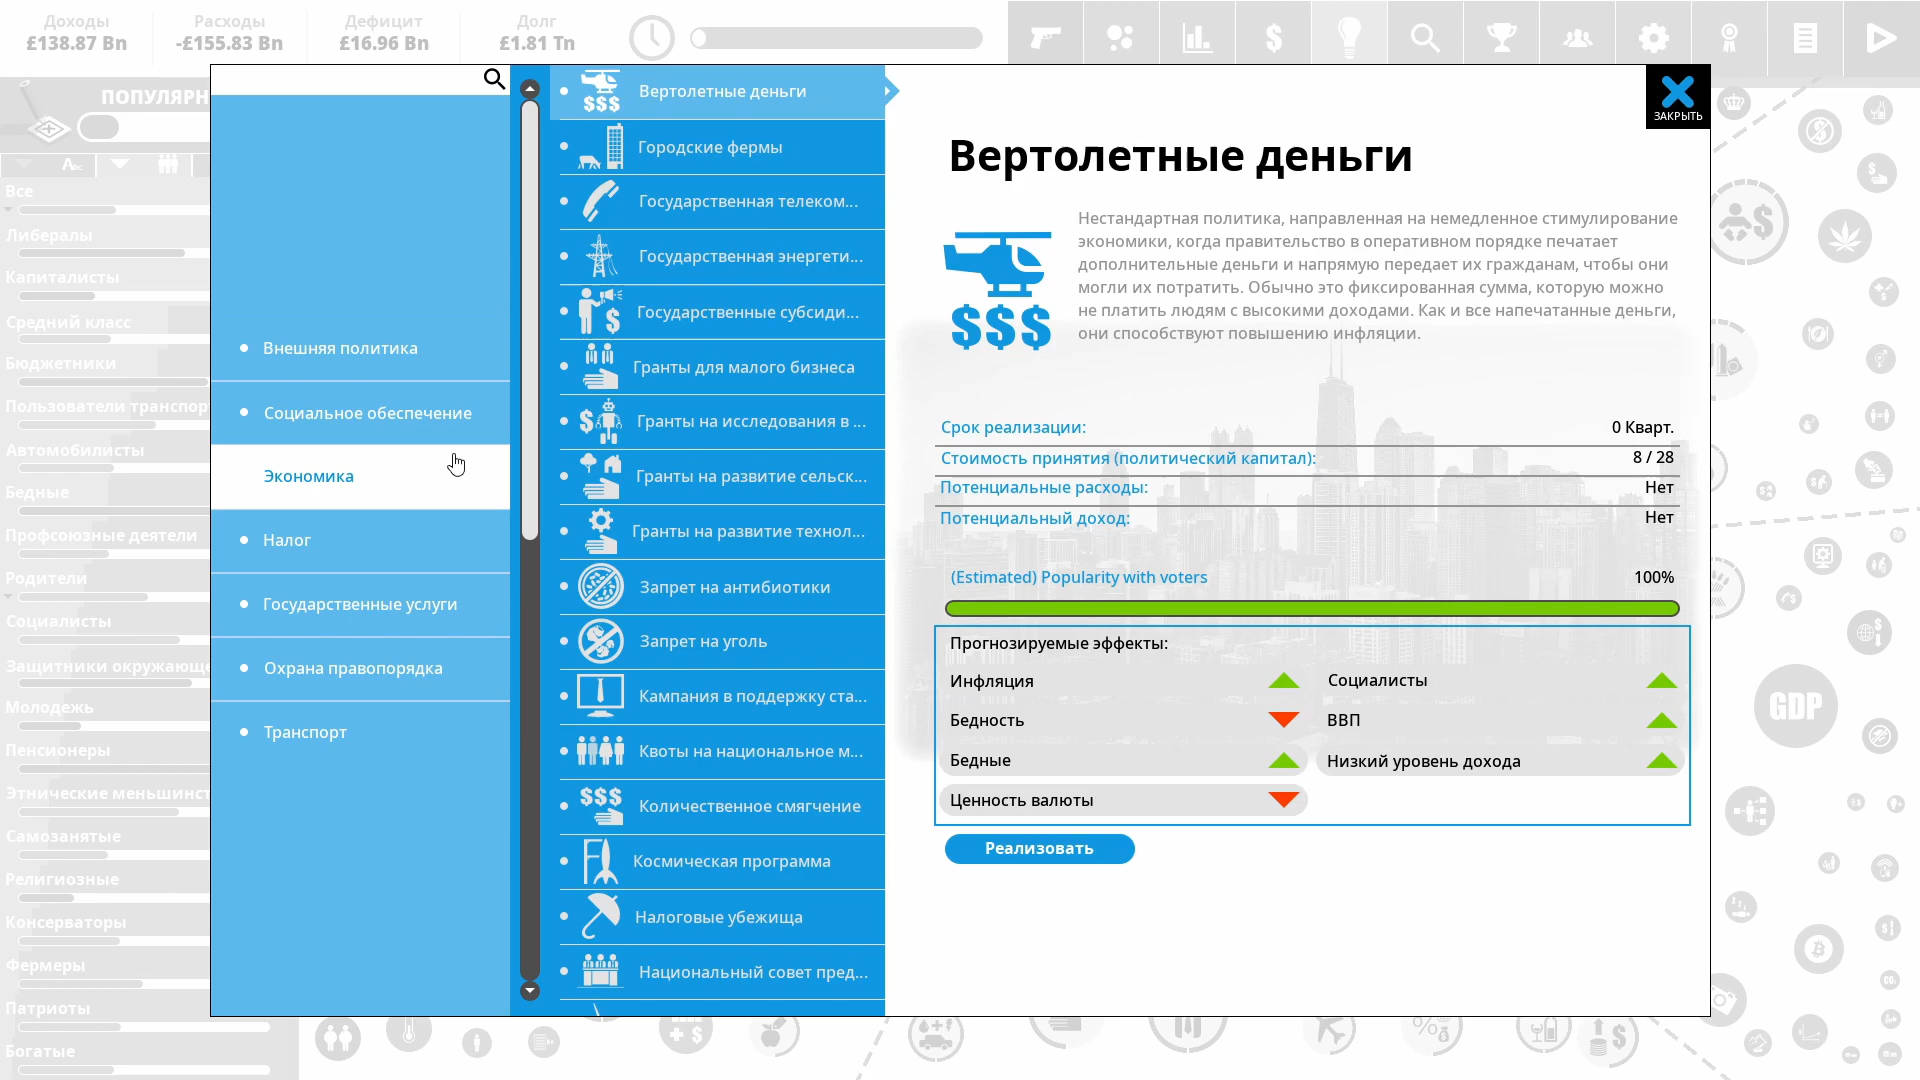 Доходы
£138.87 Bn
Расходы
-£155.83 Bn
Дефицит
£16.96 Bn
Долг
£1.81 Tn
ПОПУЛЯРН
Все
Либералы
Капиталисты
Средний класс
Бюджетники
Пользователи транспор
Автомобилисты
Бедные
Профсоюзные деятели
Родители
Социалисты
Защитники окружающе
Молодежь
Пенсионеры
Этнические меньшинст
Самозанятые
Религиозные
Консерваторы
Фермеры
Патриоты
Богатые
Внешняя политика
Социальное обеспечение
Экономика
Налог
Государственные услуги
Охрана правопорядка
Транспорт
Вертолетные деньги
Городские фермы
Государственная телеком...
Государственная энергети...
Государственные субсиди...
Гранты для малого бизнеса
Гранты на исследования в ...
Гранты на развитие сельск...
Гранты на развитие технол...
Запрет на антибиотики
Запрет на уголь
Кампания в поддержку ста...
Квоты на национальное м...
Количественное смягчение
Космическая программа
Налоговые убежища
Национальный совет пред...
ЗАКРЫТЬ
Вертолетные деньги
$$$
Нестандартная политика, направленная на немедленное стимулирование
экономики, когда правительство в оперативном порядке печатает
дополнительные деньги и напрямую передает их гражданам, чтобы они
могли их потратить. Обычно это фиксированная сумма, которую можно
не платить людям с высокими доходами. Как и все напечатанные деньги,
они способствуют повышению инфляции.
Срок реализации: 0 Кварт.
Стоимость принятия (политический капитал): 8 / 28
Потенциальные расходы: Нет
Потенциальный доход: Нет
(Estimated) Popularity with voters 100%
Прогнозируемые эффекты:
Инфляция Социалисты
Бедность ВВП
Бедные Низкий уровень дохода
Ценность валюты
Реализовать
GDP